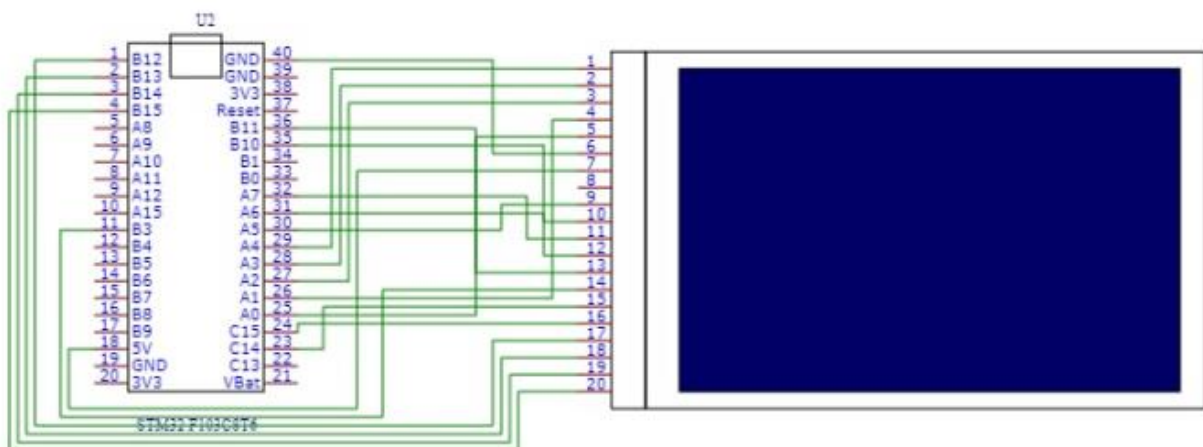 U2
1 B12 GND 40
2 B13 GND 39
3 B14 3V3 38
4 B15 Reset 37
5 A8 B11 36
6 A9 B10 35
7 A10 B1 34
8 A11 B0 33
9 A12 A7 32
10 A15 A6 31
11 B3 A5 30
12 B4 A4 29
13 B5 A3 28
14 B6 A2 27
15 B7 A1 26
16 B8 A0 25
17 B9 C15 24
18 5V C14 23
19 GND C13 22
20 3V3 VBat 21
STM32 F103C8T6
1
2
3
4
5
6
7
8
9
10
11
12
13
14
15
16
17
18
19
20